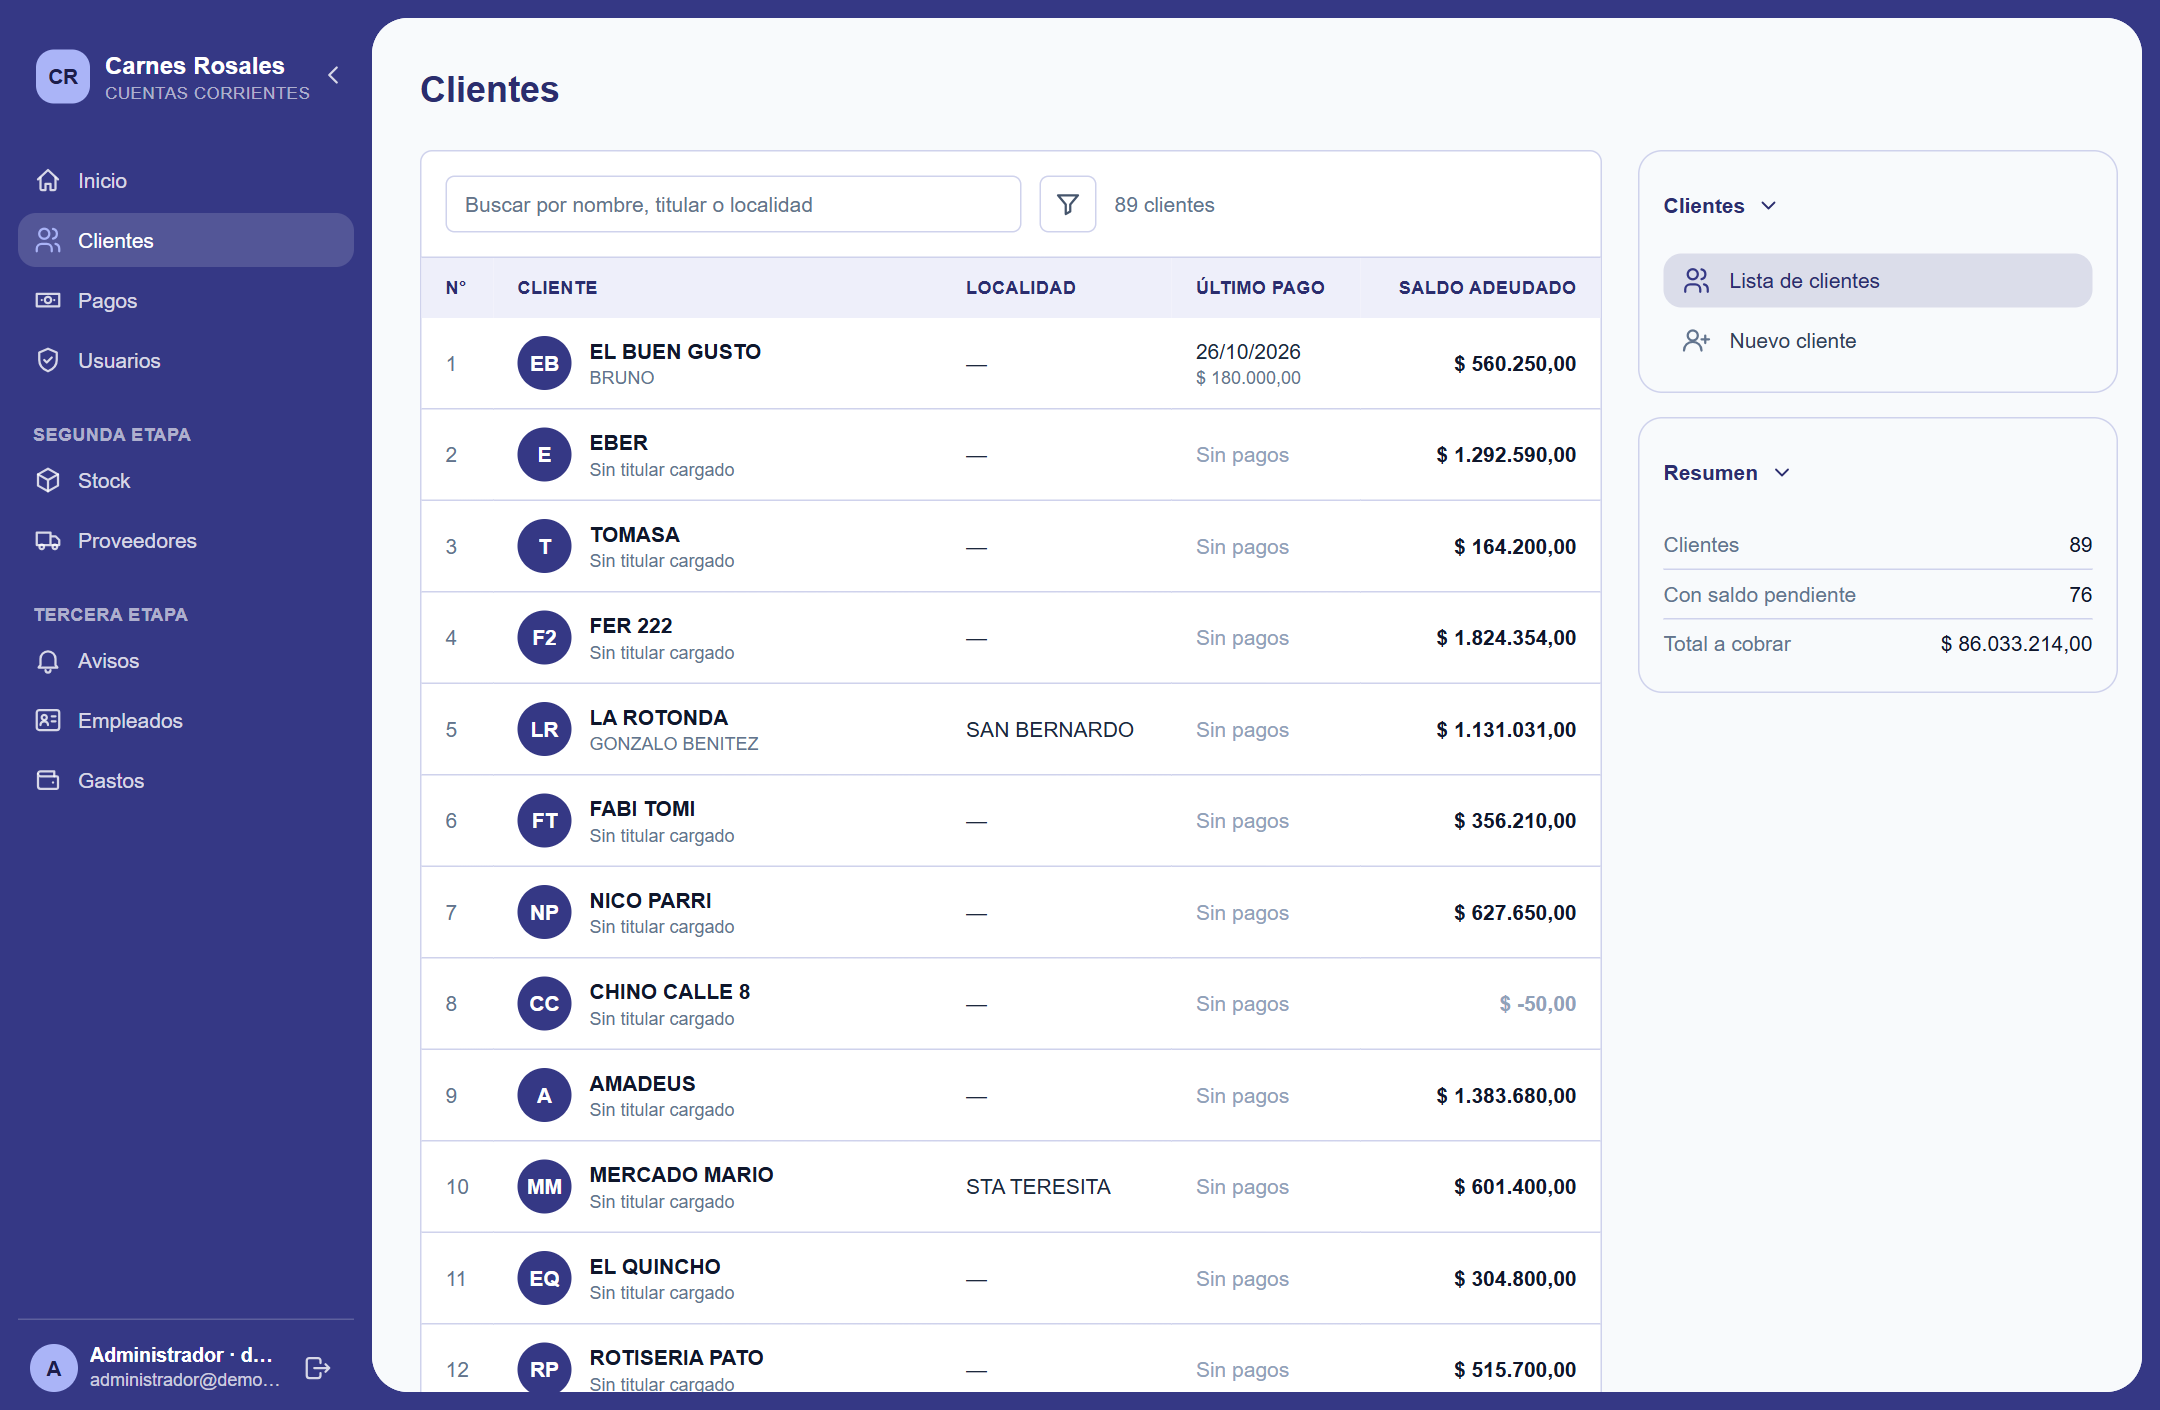 CR
Carnes Rosales
CUENTAS CORRIENTES
Inicio
Clientes
Pagos
Usuarios
SEGUNDA ETAPA
Stock
Proveedores
TERCERA ETAPA
Avisos
Empleados
Gastos
A
Administrador · d...
administrador@demo...
Clientes
Buscar por nombre, titular o localidad
89 clientes
N° CLIENTE LOCALIDAD ÚLTIMO PAGO SALDO ADEUDADO
1 EB EL BUEN GUSTO — 26/10/2026 $ 560.250,00
BRUNO $ 180.000,00
2 E EBER — Sin pagos $ 1.292.590,00
Sin titular cargado
3 T TOMASA — Sin pagos $ 164.200,00
Sin titular cargado
4 F2 FER 222 — Sin pagos $ 1.824.354,00
Sin titular cargado
5 LR LA ROTONDA SAN BERNARDO Sin pagos $ 1.131.031,00
GONZALO BENITEZ
6 FT FABI TOMI — Sin pagos $ 356.210,00
Sin titular cargado
7 NP NICO PARRI — Sin pagos $ 627.650,00
Sin titular cargado
8 CC CHINO CALLE 8 — Sin pagos $ -50,00
Sin titular cargado
9 A AMADEUS — Sin pagos $ 1.383.680,00
Sin titular cargado
10 MM MERCADO MARIO STA TERESITA Sin pagos $ 601.400,00
Sin titular cargado
11 EQ EL QUINCHO — Sin pagos $ 304.800,00
Sin titular cargado
12 RP ROTISERIA PATO — Sin pagos $ 515.700,00
Sin titular cargado
Clientes
Lista de clientes
Nuevo cliente
Resumen
Clientes 89
Con saldo pendiente 76
Total a cobrar $ 86.033.214,00